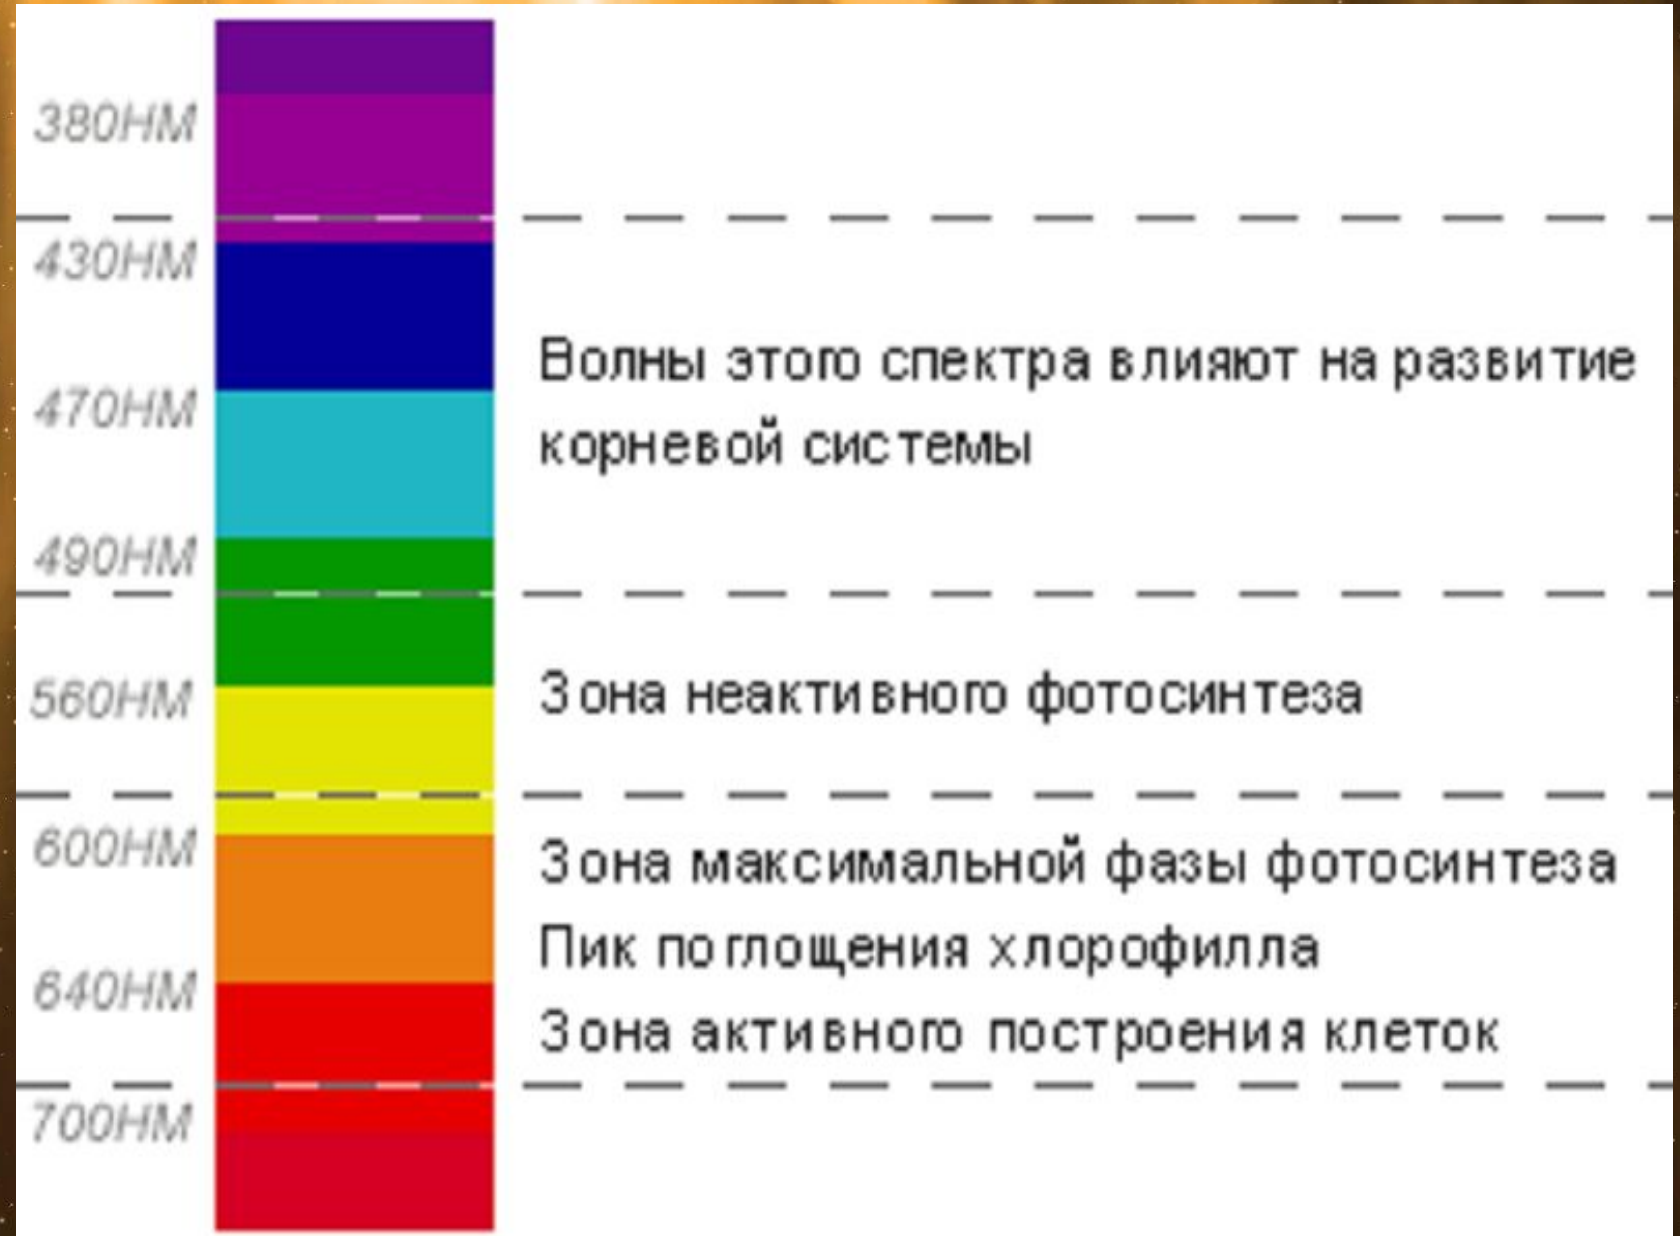 380НМ
430НМ
Волны этого спектра влияют на развитие
470НМ
корневой системы
490НМ
560НМ
Зона неактивного фотосинтеза
600НМ
Зона максимальной фазы фотосинтеза
Пик поглощения хлорофилла
640НМ
Зона активного построения клеток
700НМ